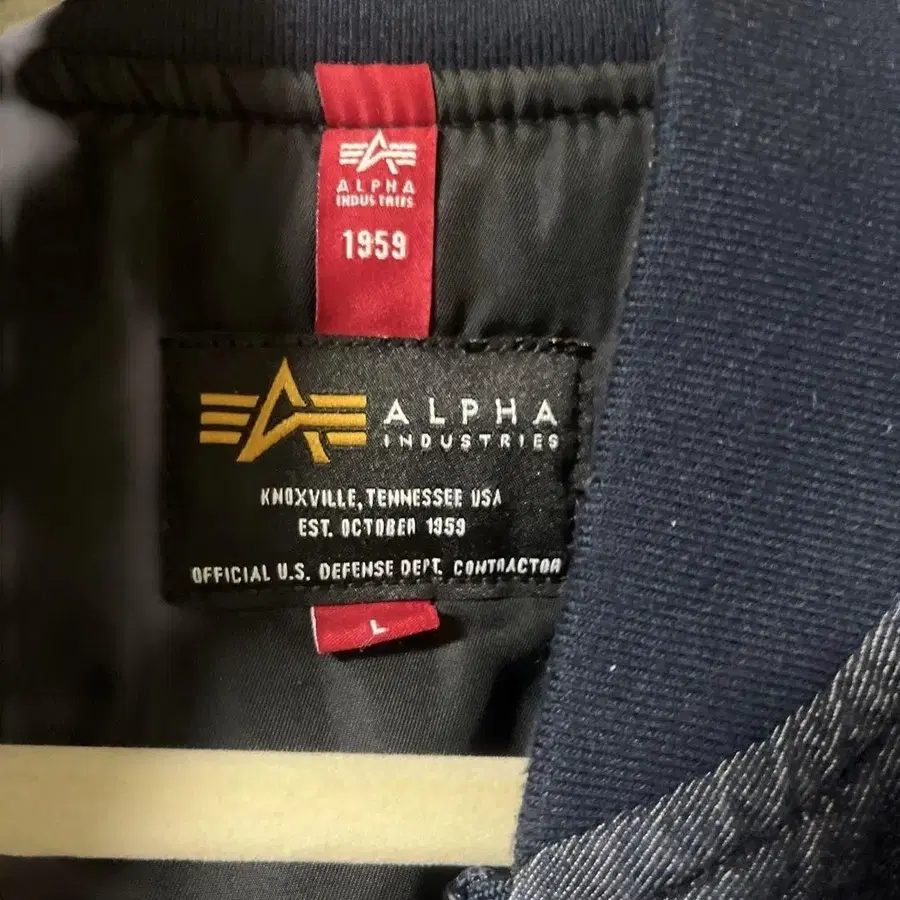 ALPHA
INDUSTRIES
1959
ALPHA
INDUSTRIES
KNOXVILLE, TENNESSEE USA
EST. OCTOBER 1959
OFFICIAL U.S. DEFENSE DEPT. CONTRACTOR
L